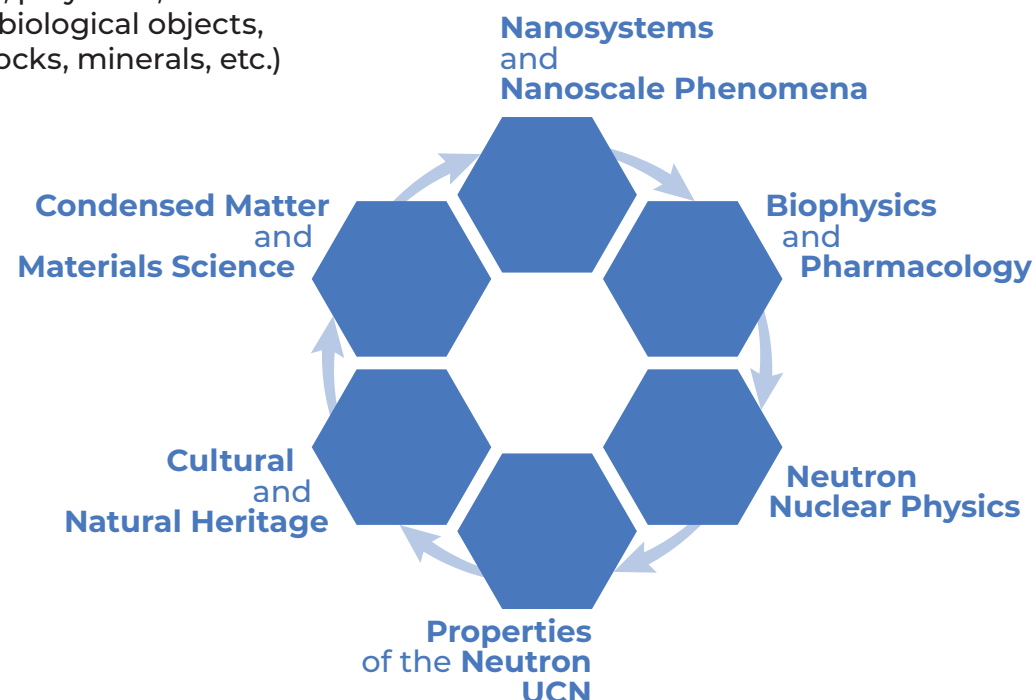 biological objects,
ocks, minerals, etc.)
Nanosystems
and
Nanoscale Phenomena
Condensed Matter
and
Materials Science
Biophysics
and
Pharmacology
Cultural
and
Natural Heritage
Neutron
Nuclear Physics
Properties
of the Neutron
UCN